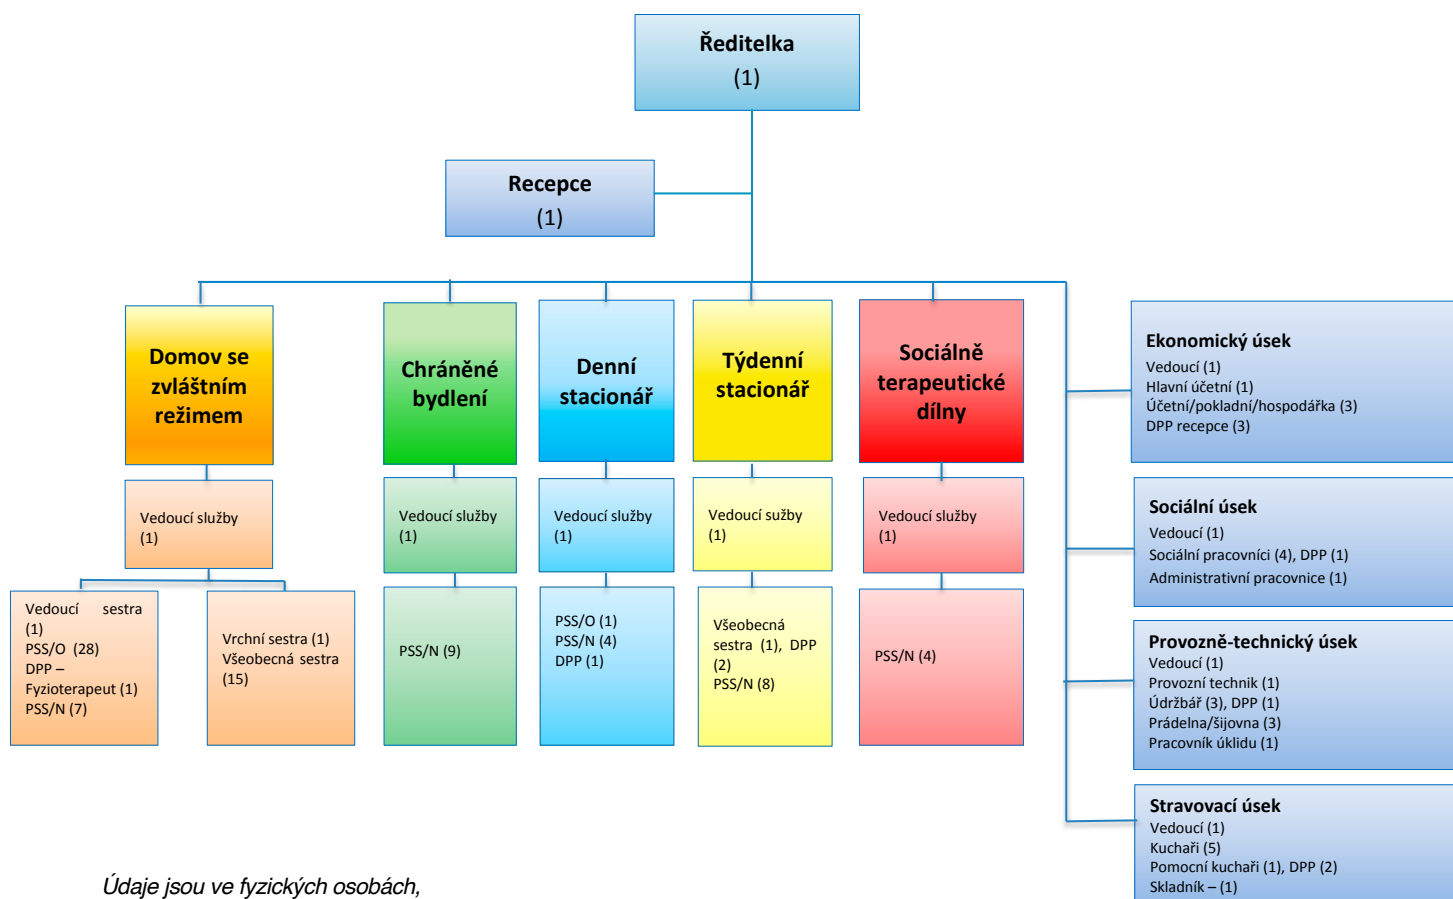 Ředitelka
(1)
Recepce
(1)
Domov se
zvláštním
režimem
Chráněné
bydlení
Denní
stacionář
Týdenní
stacionář
Sociálně
terapeutické
dílny
Vedoucí služby
(1)
Vedoucí služby
(1)
Vedoucí služby
(1)
Vedoucí sužby
(1)
Vedoucí služby
(1)
Vedoucí sestra
(1)
PSS/O (28)
DPP –
Fyzioterapeut (1)
PSS/N (7)
Vrchní sestra (1)
Všeobecná sestra
(15)
PSS/N (9)
PSS/O (1)
PSS/N (4)
DPP (1)
Všeobecná
sestra (1), DPP
(2)
PSS/N (8)
PSS/N (4)
Ekonomický úsek
Vedoucí (1)
Hlavní účetní (1)
Účetní/pokladní/hospodářka (3)
DPP recepce (3)
Sociální úsek
Vedoucí (1)
Sociální pracovníci (4), DPP (1)
Administrativní pracovnice (1)
Provozně-technický úsek
Vedoucí (1)
Provozní technik (1)
Údržbář (3), DPP (1)
Prádelna/šijovna (3)
Pracovník úklidu (1)
Stravovací úsek
Vedoucí (1)
Kuchaři (5)
Pomocní kuchaři (1), DPP (2)
Skladník – (1)
Údaje jsou ve fyzických osobách,